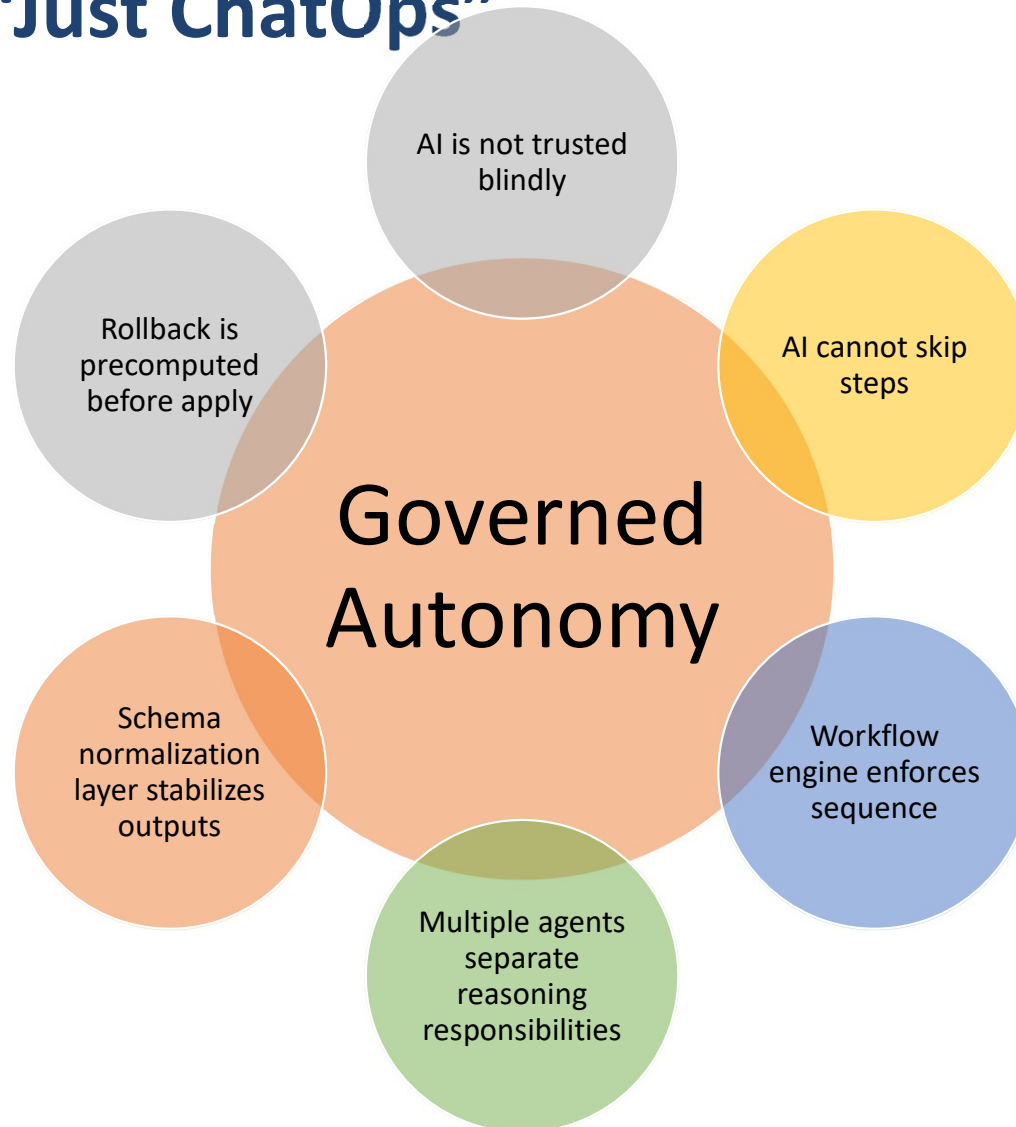 "Just ChatOps"
AI is not trusted
blindly
AI cannot skip
steps
Workflow
engine enforces
sequence
Multiple agents
separate
reasoning
responsibilities
Schema
normalization
layer stabilizes
outputs
Rollback is
precomputed
before apply
Governed
Autonomy